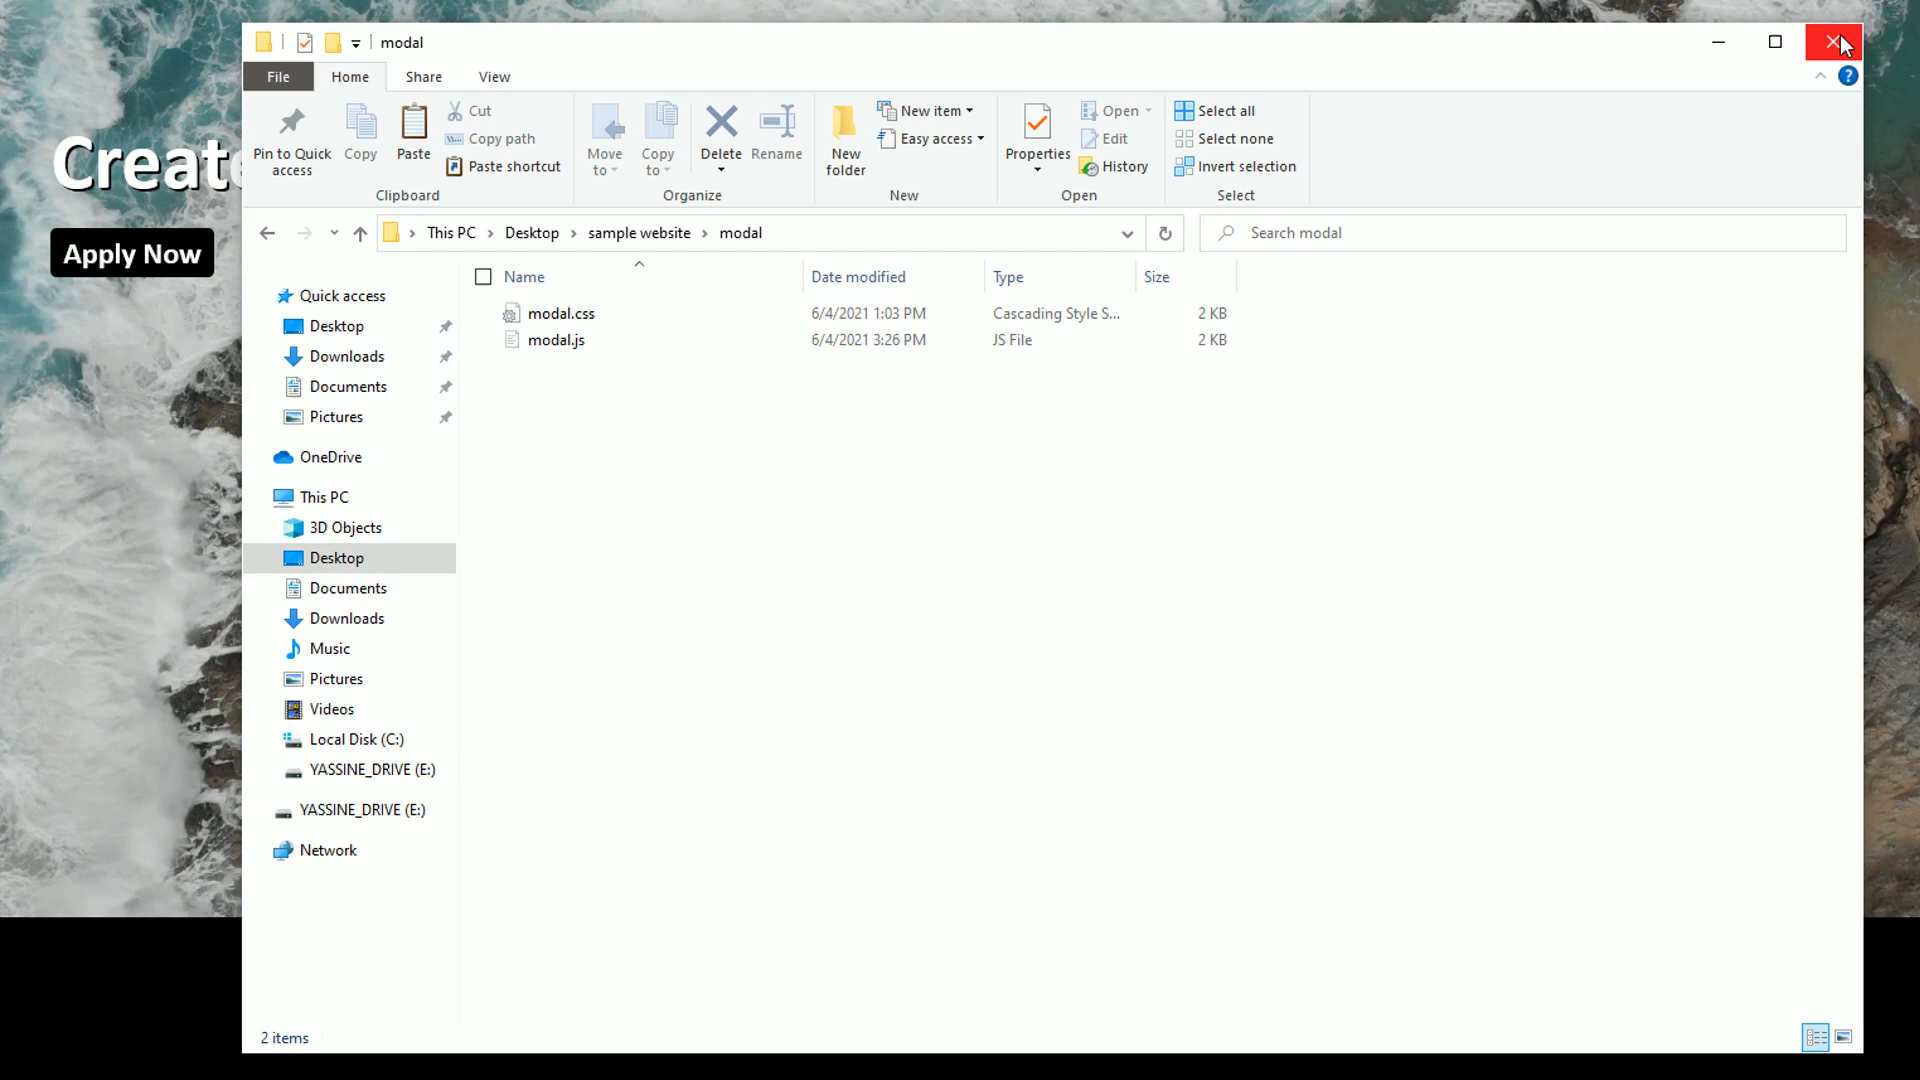 modal
File Home Share View
Pin to Quick access
Copy
Paste
Cut
Copy path
Paste shortcut
Clipboard
Move to
Copy to
Delete
Rename
Organize
New folder
New item
Easy access
New
Properties
Open
Edit
History
Open
Select all
Select none
Invert selection
Select
Create
Apply Now
This PC > Desktop > sample website > modal
Search modal
Name Date modified Type Size
modal.css 6/4/2021 1:03 PM Cascading Style S... 2 KB
modal.js 6/4/2021 3:26 PM JS File 2 KB
Quick access
Desktop
Downloads
Documents
Pictures
OneDrive
This PC
3D Objects
Desktop
Documents
Downloads
Music
Pictures
Videos
Local Disk (C:)
YASSINE_DRIVE (E:)
YASSINE_DRIVE (E:)
Network
2 items